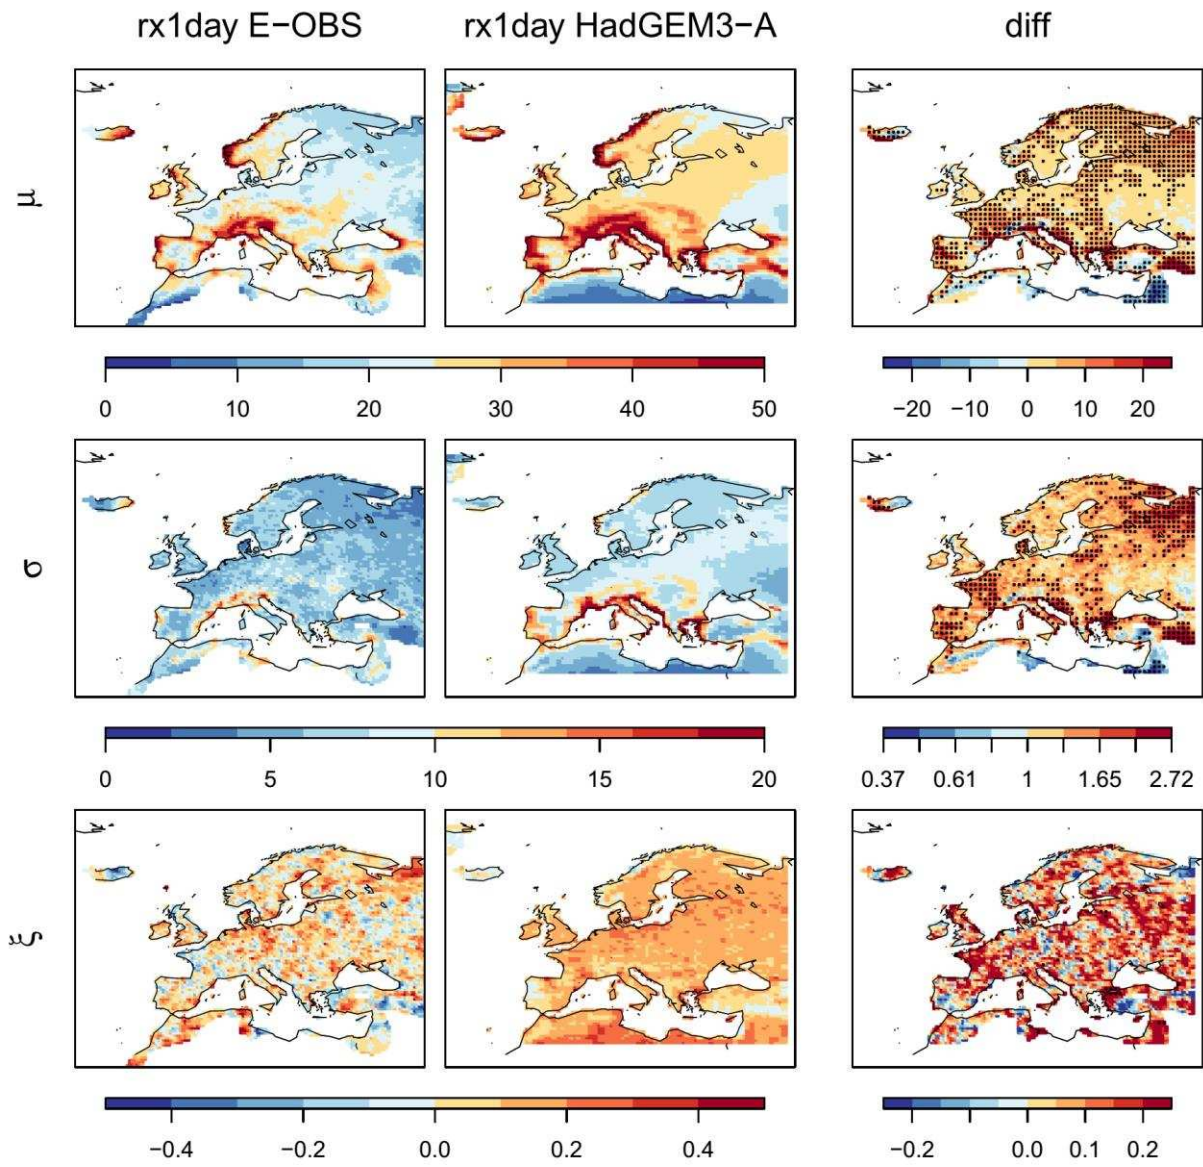 rx1day E−OBS rx1day HadGEM3−A diff
μ
0 10 20 30 40 50 −20 −10 0 10 20
σ
0 5 10 15 20 0.37 0.61 1 1.65 2.72
ξ
−0.4 −0.2 0.0 0.2 0.4 −0.2 0.0 0.1 0.2